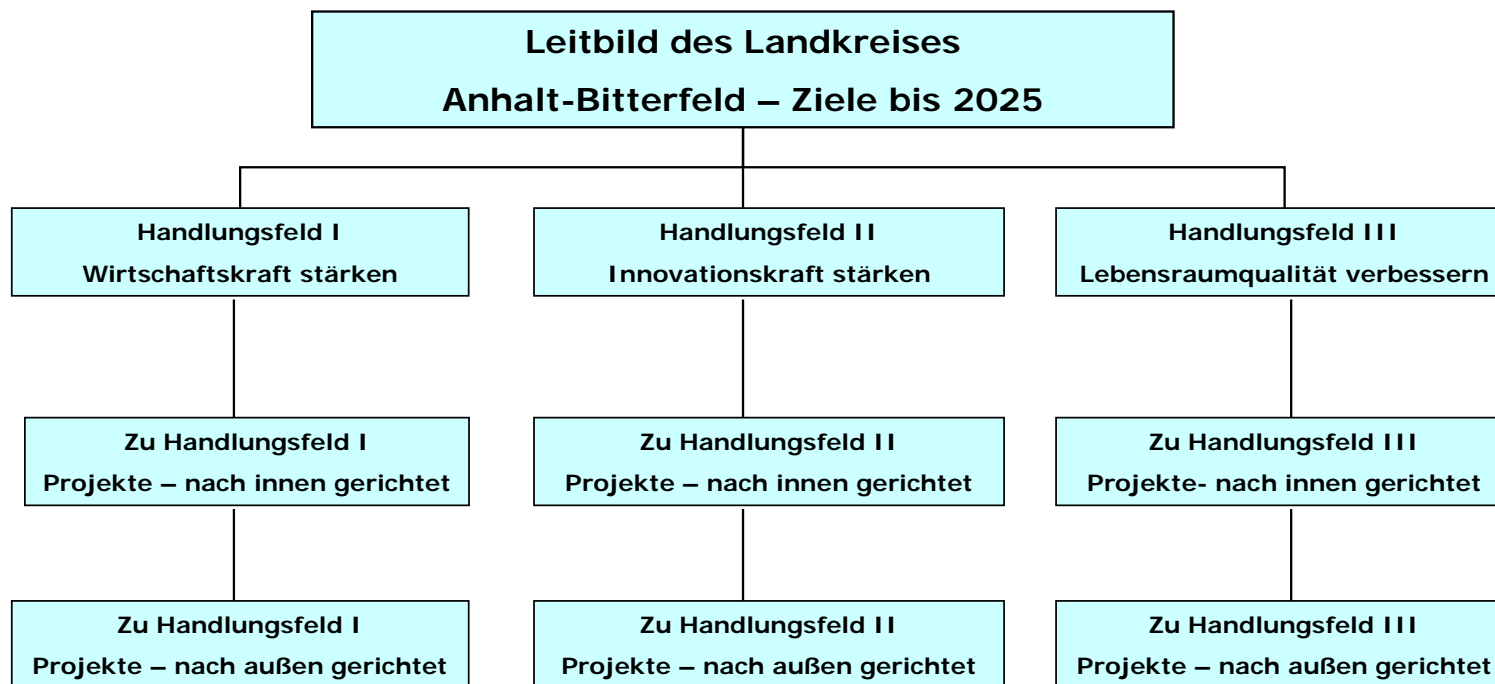 Leitbild des Landkreises
Anhalt-Bitterfeld – Ziele bis 2025
Handlungsfeld I
Wirtschaftskraft stärken
Handlungsfeld II
Innovationskraft stärken
Handlungsfeld III
Lebensraumqualität verbessern
Zu Handlungsfeld I
Projekte – nach innen gerichtet
Zu Handlungsfeld II
Projekte – nach innen gerichtet
Zu Handlungsfeld III
Projekte- nach innen gerichtet
Zu Handlungsfeld I
Projekte – nach außen gerichtet
Zu Handlungsfeld II
Projekte – nach außen gerichtet
Zu Handlungsfeld III
Projekte – nach außen gerichtet